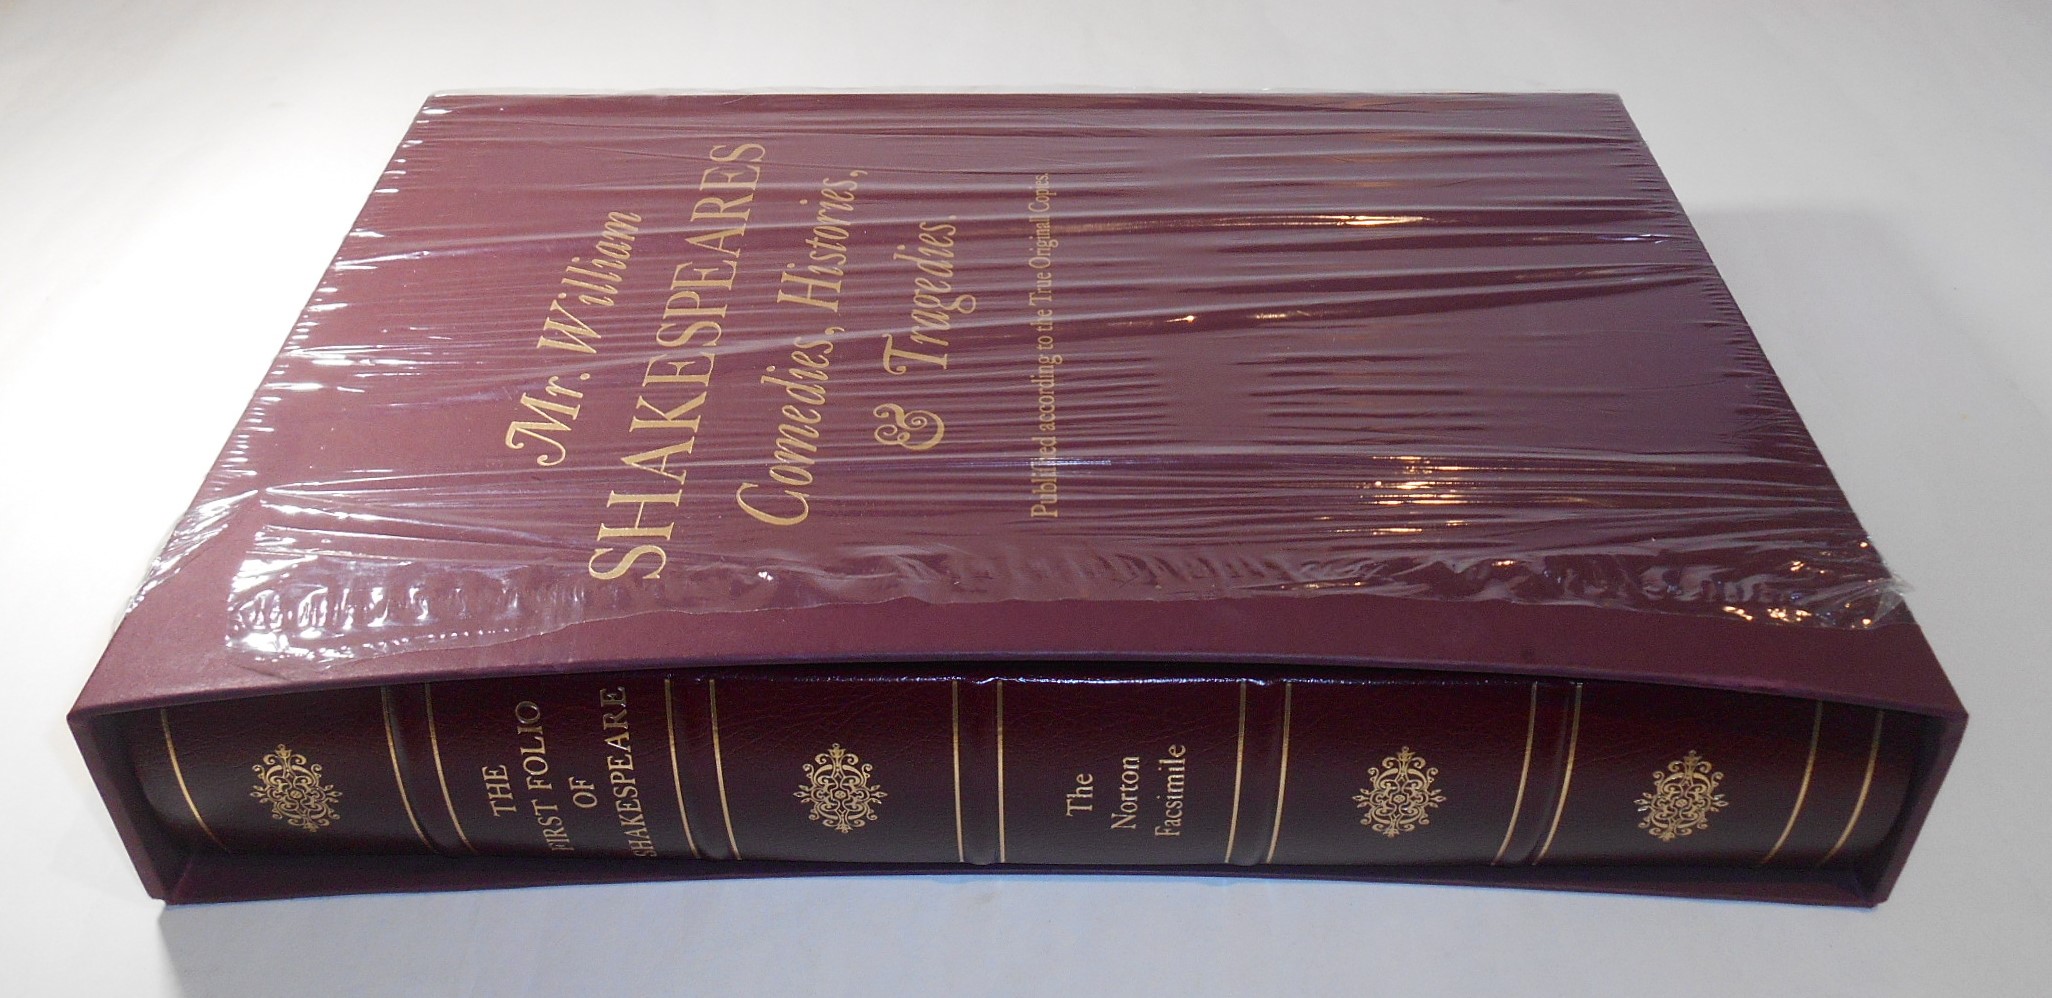 Mr. William
SHAKESPEARES
Comedies, Histories,
& Tragedies.
Published according to the True Original Copies.
THE
FIRST FOLIO
OF
SHAKESPEARE
The
Norton
Facsimile